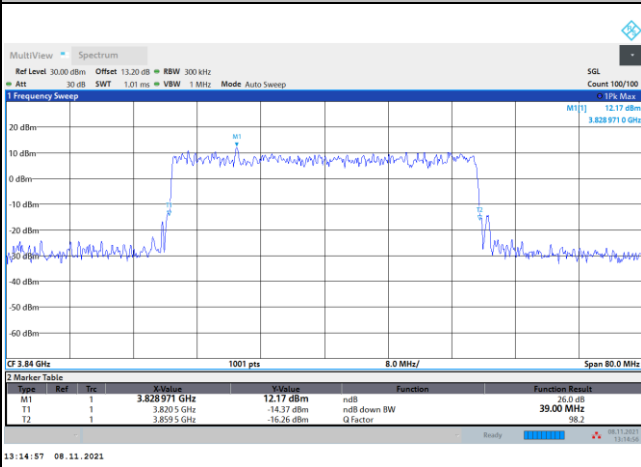 MultiView Spectrum
Ref Level 30.00 dBm Offset 13.20 dB RBW 300 kHz SGL
Att 30 dB SWT 1.01 ms VBW 1 MHz Mode Auto Sweep Count 100/100
1 Frequency Sweep 1Pk Max
M1[1] 12.17 dBm
3.828 971 0 GHz
20 dBm
M1
10 dBm
0 dBm
-10 dBm
T1
T2
-20 dBm
-30 dBm
-40 dBm
-50 dBm
-60 dBm
CF 3.84 GHz 1001 pts 8.0 MHz/ Span 80.0 MHz
2 Marker Table
Type Ref Trc X-Value Y-Value Function Function Result
M1 1 3.828 971 GHz 12.17 dBm ndB 26.0 dB
T1 1 3.820 5 GHz -14.37 dBm ndB down BW 39.00 MHz
T2 1 3.859 5 GHz -16.26 dBm Q Factor 98.2
Ready 08.11.2021
13:14:56
13:14:57 08.11.2021